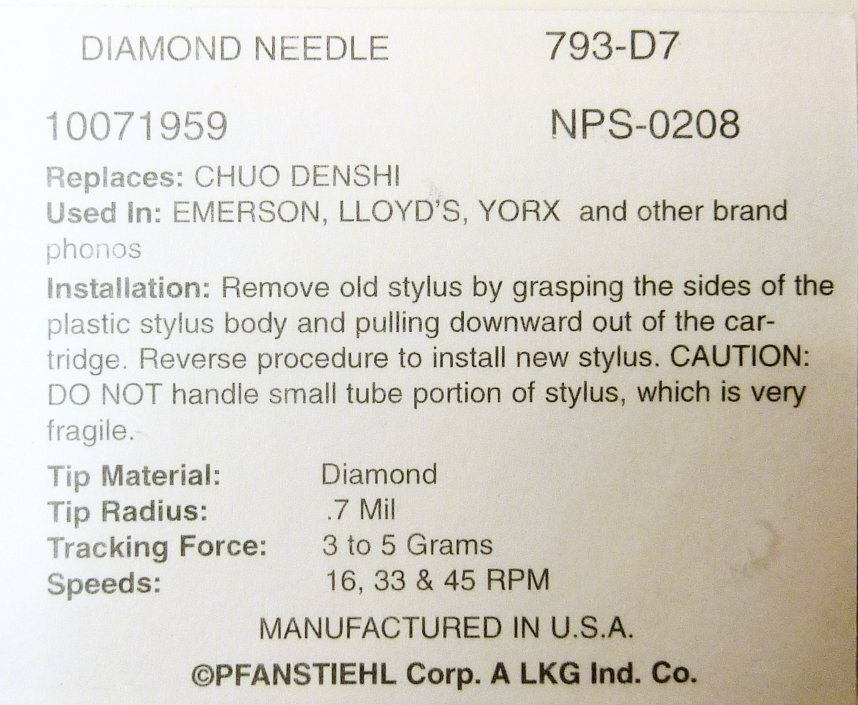 DIAMOND NEEDLE 793-D7
10071959 NPS-0208
Replaces: CHUO DENSHI
Used In: EMERSON, LLOYD'S, YORX and other brand
phonos
Installation: Remove old stylus by grasping the sides of the
plastic stylus body and pulling downward out of the car-
tridge. Reverse procedure to install new stylus. CAUTION:
DO NOT handle small tube portion of stylus, which is very
fragile.
Tip Material: Diamond
Tip Radius: .7 Mil
Tracking Force: 3 to 5 Grams
Speeds: 16, 33 & 45 RPM
MANUFACTURED IN U.S.A.
©PFANSTIEHL Corp. A LKG Ind. Co.